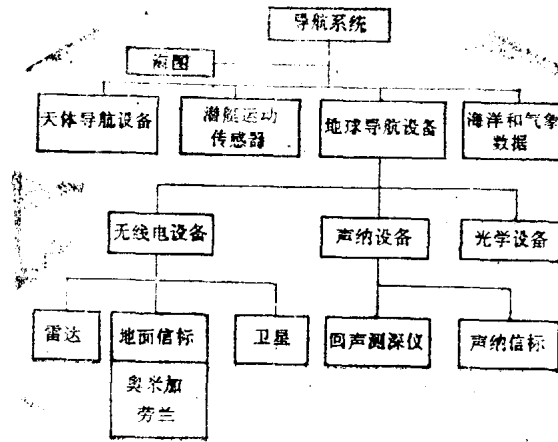 导航系统
海图
天体导航设备
潜艇运动
传感器
地球导航设备
海洋和气象
数据
无线电设备
声纳设备
光学设备
雷达
地面信标
卫星
回声测深仪
声纳信标
奥米加
劳兰